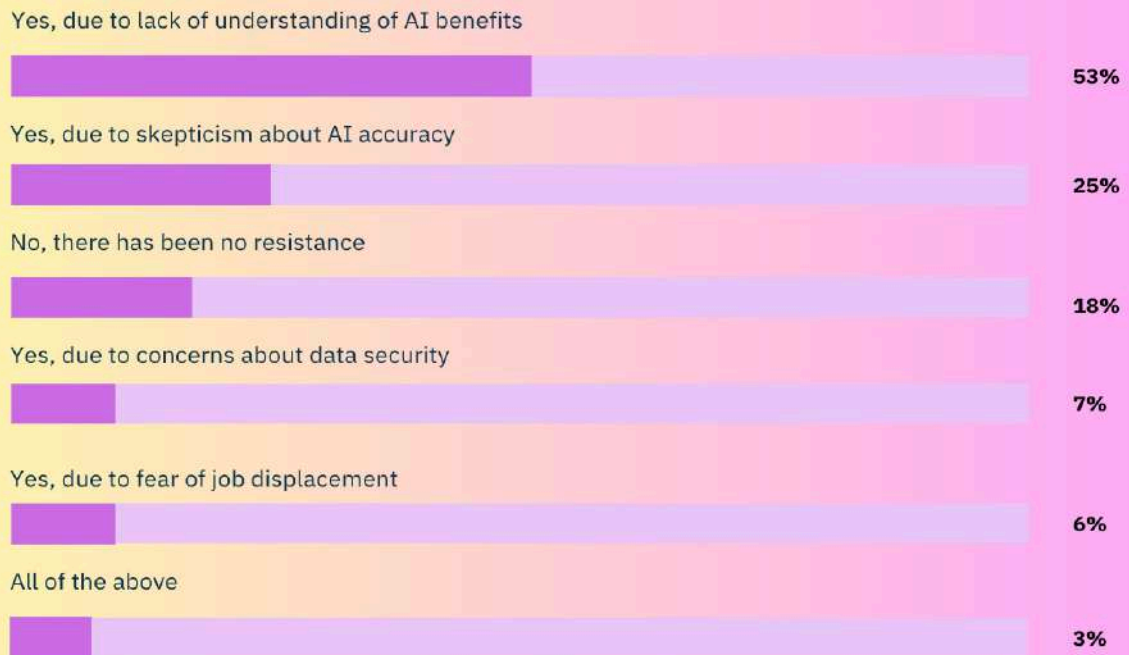 Yes, due to lack of understanding of AI benefits
53%
Yes, due to skepticism about AI accuracy
25%
No, there has been no resistance
18%
Yes, due to concerns about data security
7%
Yes, due to fear of job displacement
6%
All of the above
3%